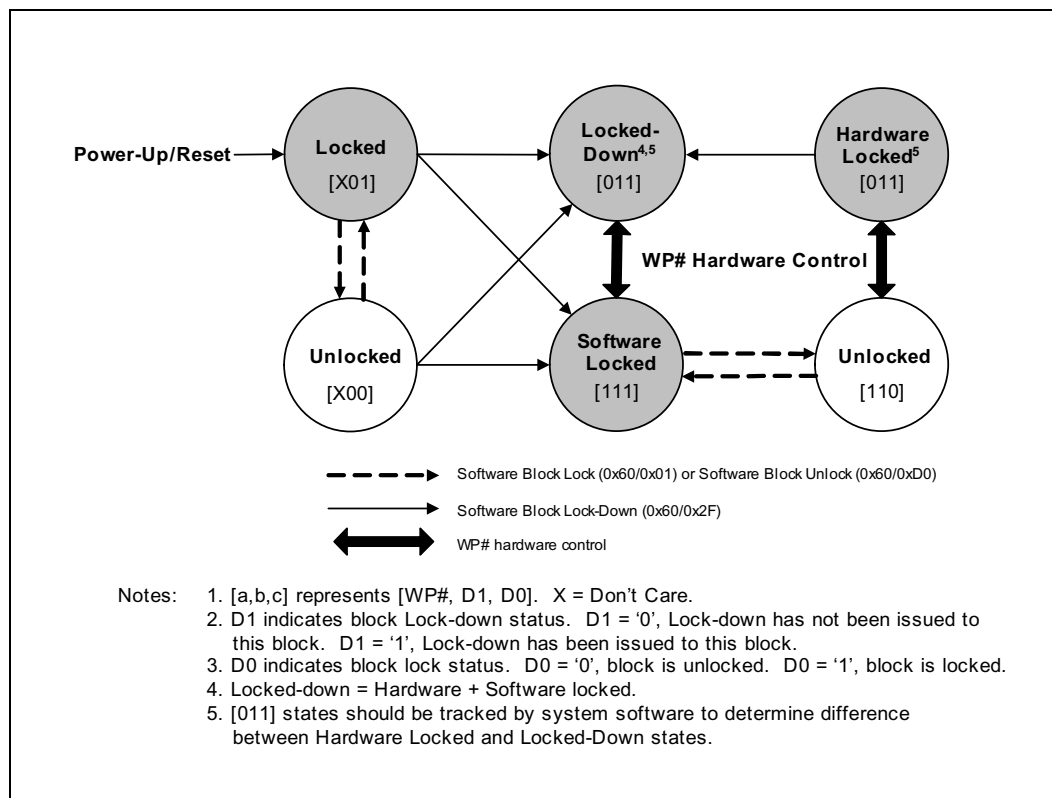 Power-Up/Reset
Locked
[X01]
Locked-
Down4,5
[011]
Hardware
Locked5
[011]
WP# Hardware Control
Unlocked
[X00]
Software
Locked
[111]
Unlocked
[110]
Software Block Lock (0x60/0x01) or Software Block Unlock (0x60/0xD0)
Software Block Lock-Down (0x60/0x2F)
WP# hardware control
Notes: 1. [a,b,c] represents [WP#, D1, D0]. X = Don't Care.
2. D1 indicates block Lock-down status. D1 = '0', Lock-down has not been issued to
this block. D1 = '1', Lock-down has been issued to this block.
3. D0 indicates block lock status. D0 = '0', block is unlocked. D0 = '1', block is locked.
4. Locked-down = Hardware + Software locked.
5. [011] states should be tracked by system software to determine difference
between Hardware Locked and Locked-Down states.